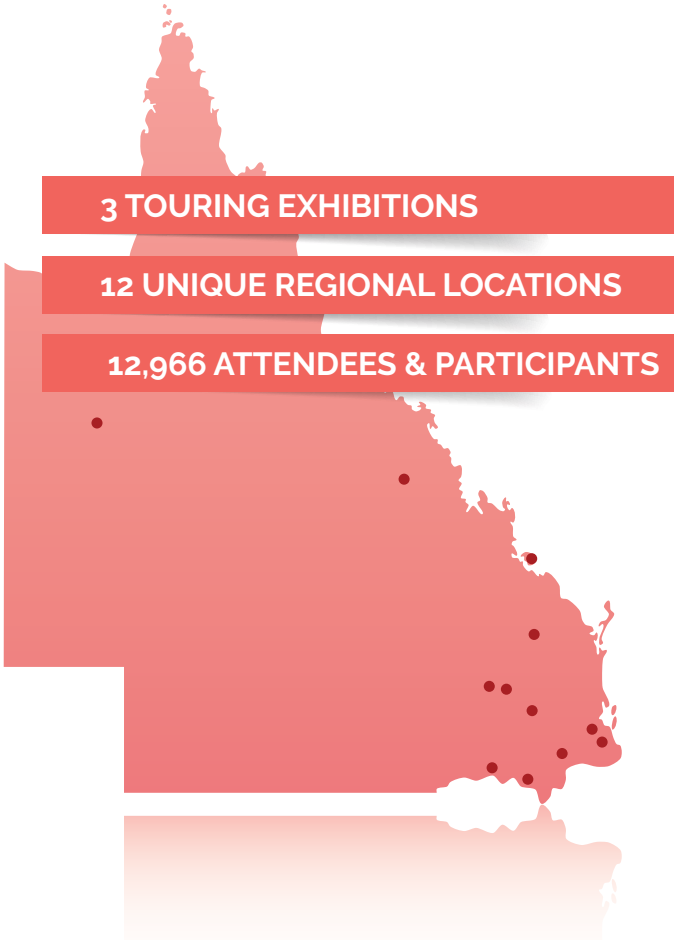 3 TOURING EXHIBITIONS
12 UNIQUE REGIONAL LOCATIONS
12,966 ATTENDEES & PARTICIPANTS